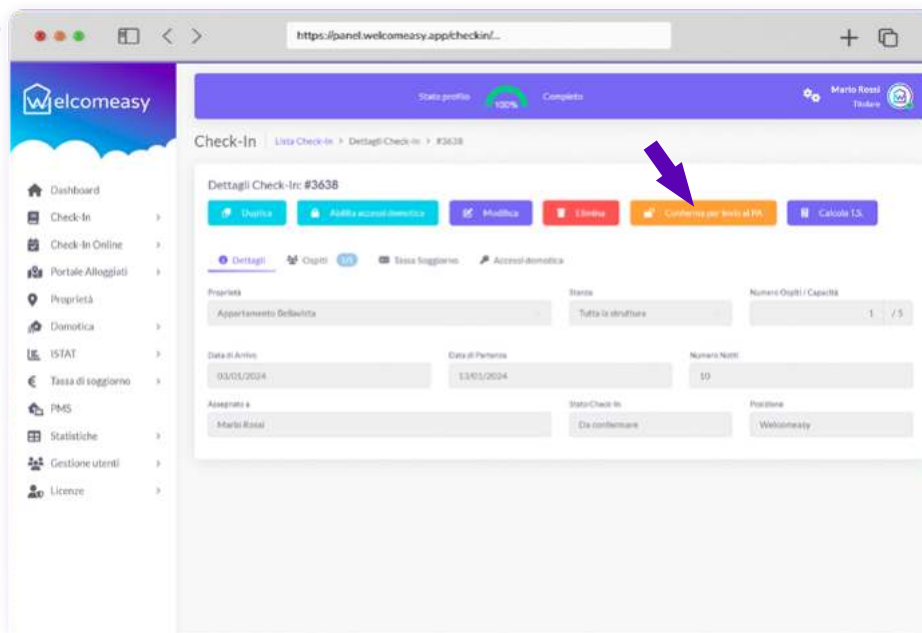 https://panel.welcomeasy.app/checkin/...
Welcomeasy
Stato profilo 100% Completo
Mario Rossi
Titolare
Check-In Lista Check-In > Dettagli Check-In > #3638
Dashboard
Check-In
Check-In Online
Portale Alloggiati
Proprietà
Domotica
ISTAT
Tassa di soggiorno
PMS
Statistiche
Gestione utenti
Licenze
Dettagli Check-In: #3638
Duplica Abilita accessi domotica Modifica Elimina Conferma per invio al PA Calcola T.S.
Dettagli Ospiti 1/1 Tassa Soggiorno Accessi domotica
Proprietà Stanza Numero Ospiti / Capacità
Appartamento Bellavista Tutta la struttura 1 / 5
Data di Arrivo Data di Partenza Numero Notti
03/01/2024 13/01/2024 10
Assegnato a Stato Check-In Posizione
Mario Rossi Da confermare Welcomeasy